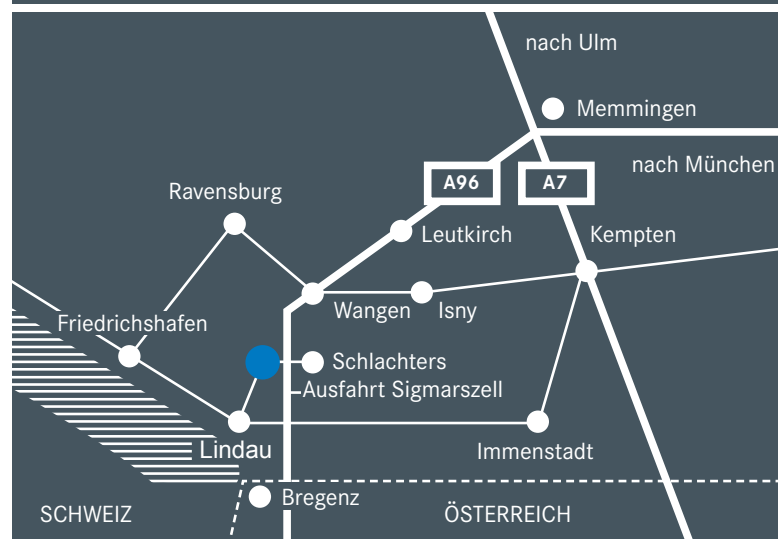 nach Ulm
Memmingen
nach München
A96
A7
Ravensburg
Leutkirch
Kempten
Wangen
Isny
Friedrichshafen
Schlachters
Ausfahrt Sigmarszell
Lindau
Immenstadt
Bregenz
SCHWEIZ
ÖSTERREICH